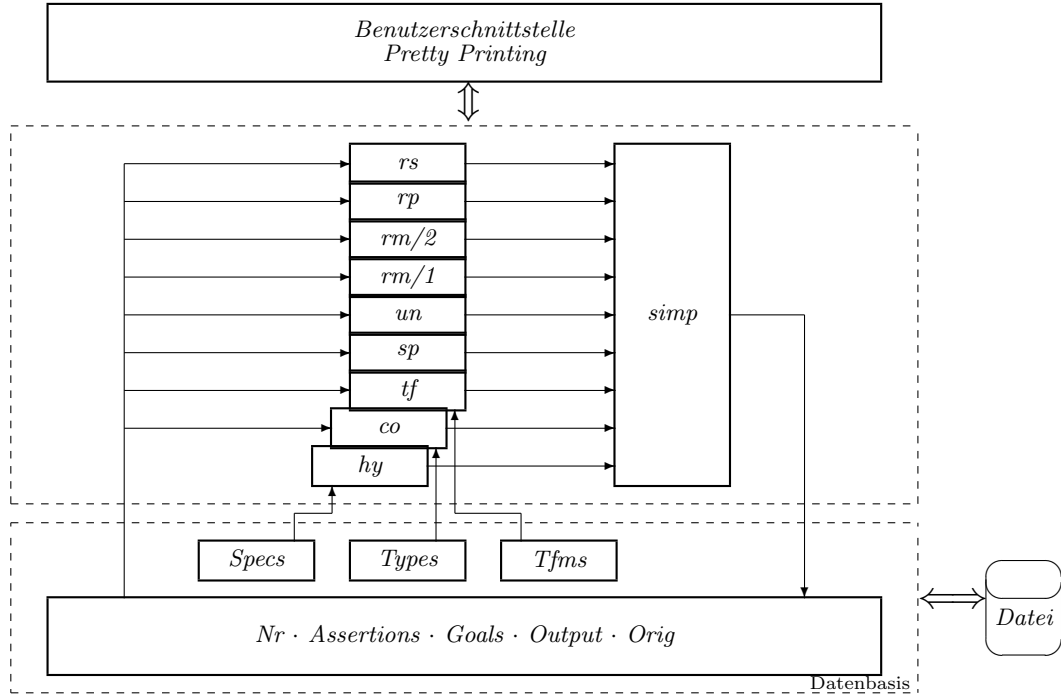 Benutzerschnittstelle
Pretty Printing
rs
rp
rm/2
rm/1
un
simp
sp
tf
co
hy
Specs
Types
Tfms
Nr · Assertions · Goals · Output · Orig
Datei
Datenbasis